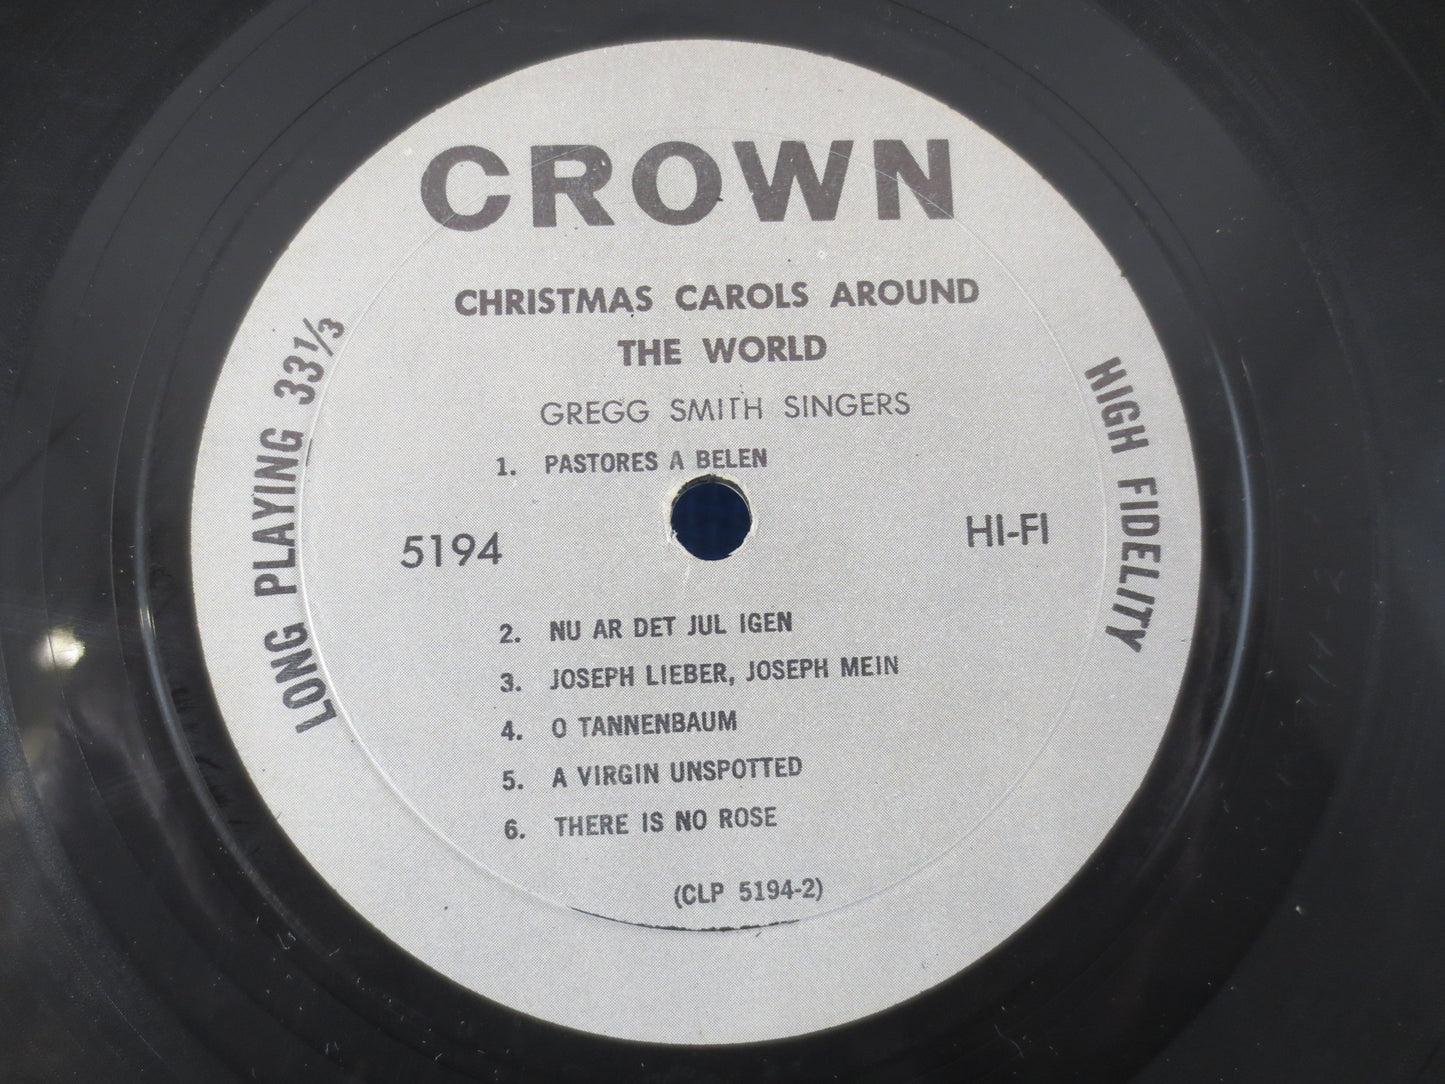 CROWN
CHRISTMAS CAROLS AROUND
THE WORLD
GREGG SMITH SINGERS
1. PASTORES A BELEN
5194
HI-FI
2. NU AR DET JUL IGEN
3. JOSEPH LIEBER, JOSEPH MEIN
4. O TANNENBAUM
5. A VIRGIN UNSPOTTED
6. THERE IS NO ROSE
(CLP 5194-2)
LONG PLAYING 33⅓
HIGH FIDELITY